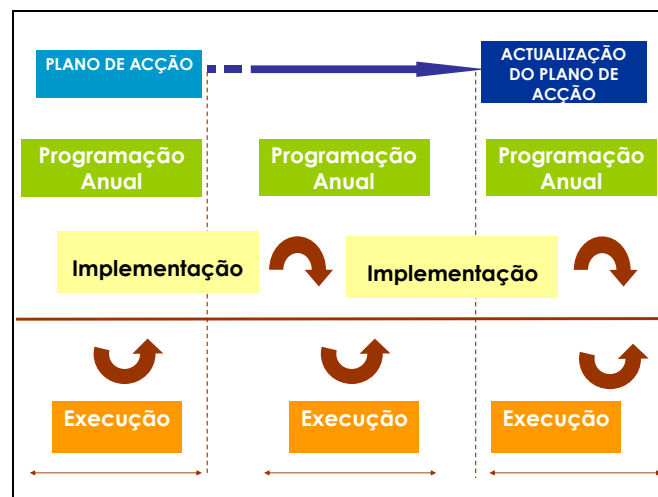 PLANO DE ACÇÃO
ACTUALIZAÇÃO
DO PLANO DE
ACÇÃO
Programação
Anual
Programação
Anual
Programação
Anual
Implementação
Implementação
Execução
Execução
Execução